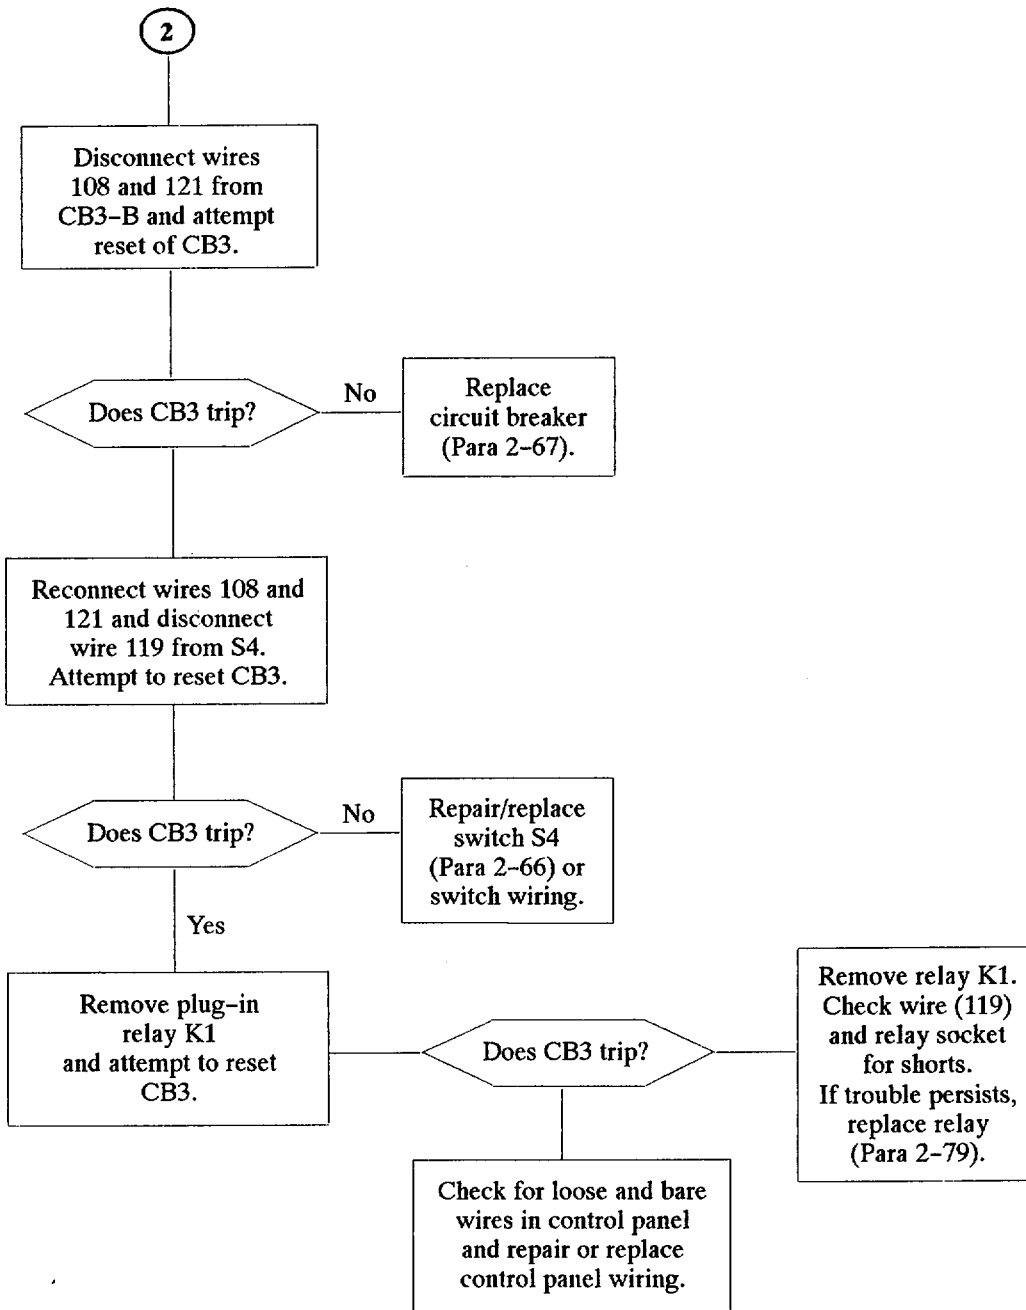 2
Disconnect wires
108 and 121 from
CB3–B and attempt
reset of CB3.
Does CB3 trip?
No
Replace
circuit breaker
(Para 2–67).
Reconnect wires 108 and
121 and disconnect
wire 119 from S4.
Attempt to reset CB3.
Does CB3 trip?
No
Repair/replace
switch S4
(Para 2–66) or
switch wiring.
Yes
Remove plug–in
relay K1
and attempt to reset
CB3.
Does CB3 trip?
Remove relay K1.
Check wire (119)
and relay socket
for shorts.
If trouble persists,
replace relay
(Para 2–79).
Check for loose and bare
wires in control panel
and repair or replace
control panel wiring.